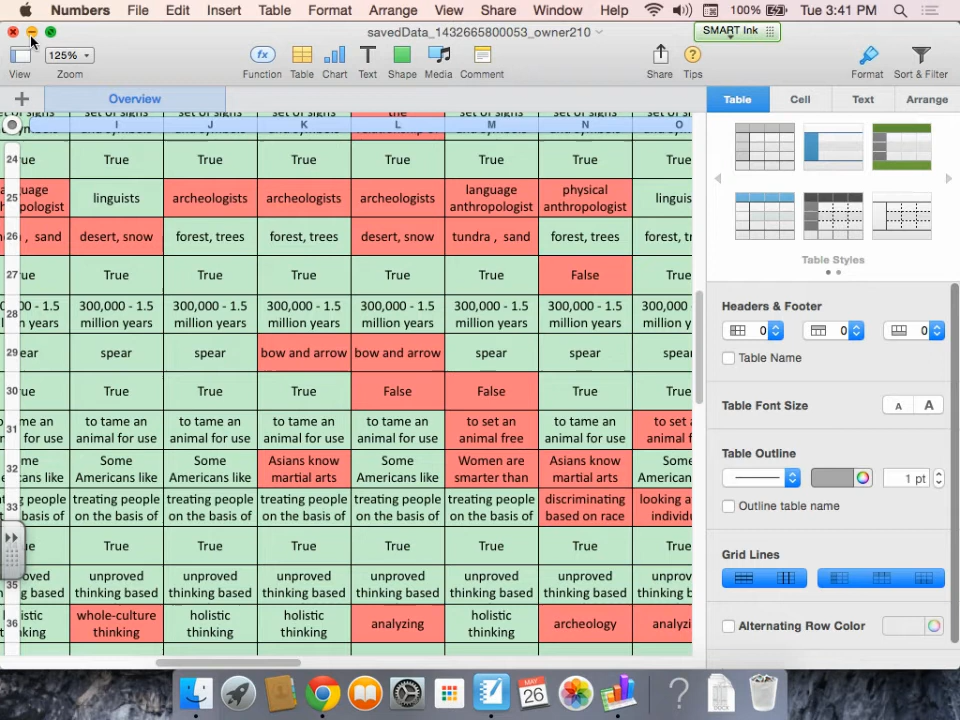 Numbers File Edit Insert Table Format Arrange View Share Window Help 100% Tue 3:41 PM
savedData_1432665800053_owner210
SMART Ink
125%
View Zoom Function Table Chart Text Shape Media Comment Share Tips Format Sort & Filter
Overview
Table Cell Text Arrange
I J K L M N O
24 True True True True True True
25 linguists archeologists archeologists archeologists language physical
anthropologist anthropologist
26 sand desert, snow forest, trees forest, trees desert, snow tundra , sand forest, trees
27 True True True True True False True
28 300,000 - 1.5 300,000 - 1.5 300,000 - 1.5 300,000 - 1.5 300,000 - 1.5 300,000 - 1.5
million years million years million years million years million years million years
29 spear spear bow and arrow bow and arrow spear spear
30 True True True False False True True
31 to tame an to tame an to tame an to tame an to set an to tame an to set
animal for use animal for use animal for use animal for use animal for use animal free animal for use
32 Some Some Asians know Some Women are Asians know Some
Americans like Americans like martial arts Americans like smarter than martial arts
33 treating people treating people treating people treating people treating people discriminating
on the basis of on the basis of on the basis of on the basis of on the basis of based on race
True True True True True True
35 unproved unproved unproved unproved unproved unproved
thinking based thinking based thinking based thinking based thinking based thinking based
36 whole-culture holistic holistic analyzing holistic archeology
thinking thinking thinking thinking
Table Styles
Headers & Footer
0 0 0
Table Name
Table Font Size A A
Table Outline
1 pt
Outline table name
Grid Lines
Alternating Row Color
MAY
26